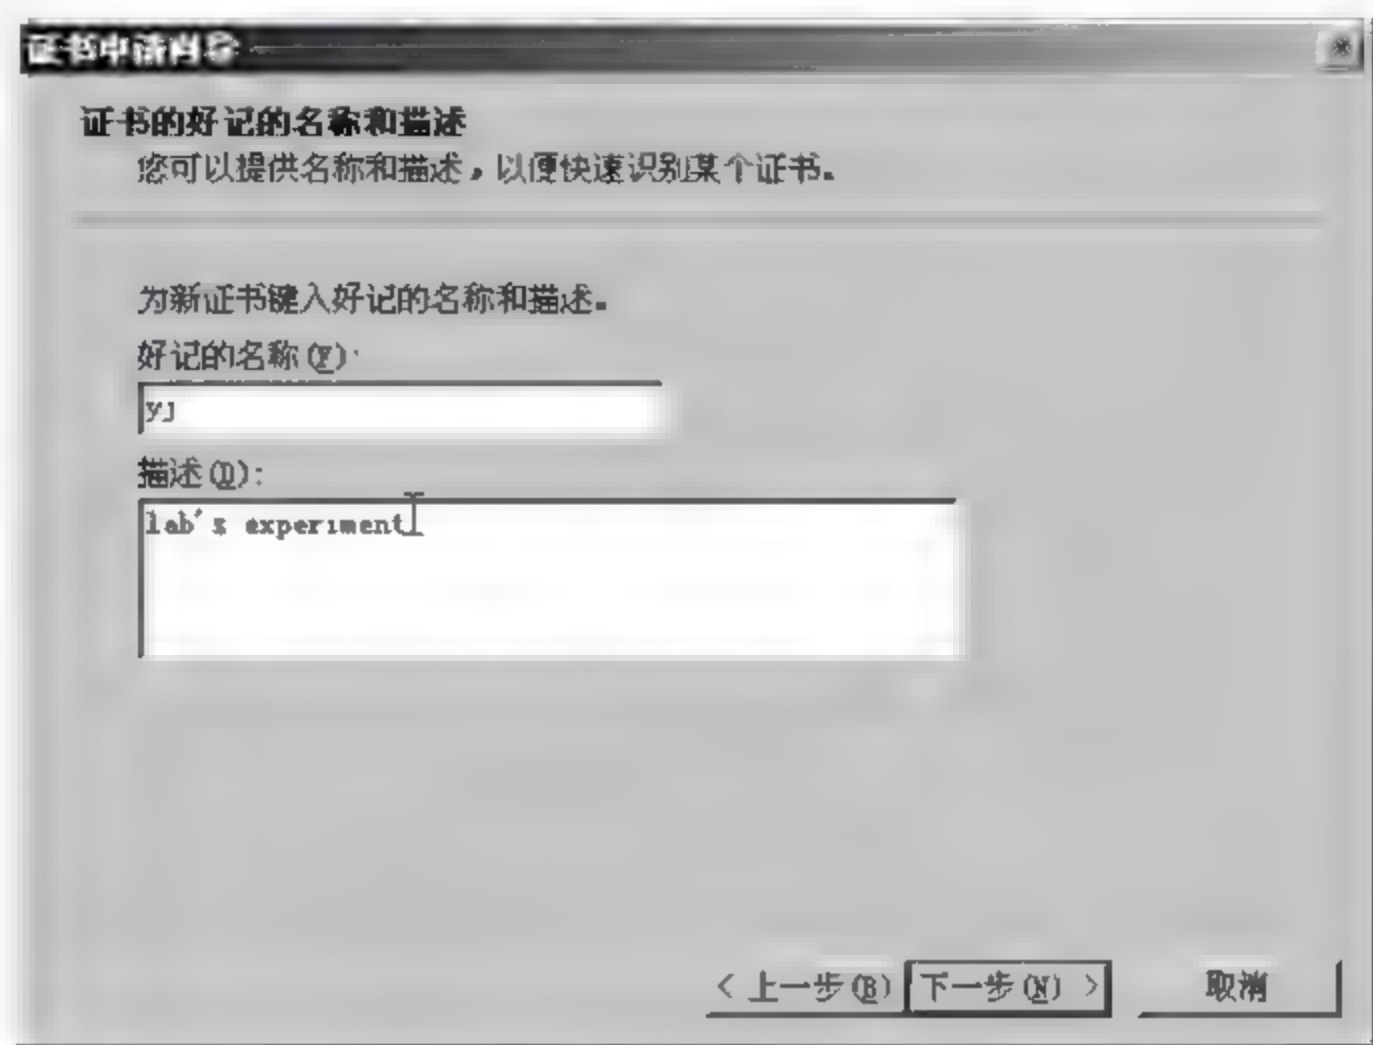 证书申请向导
证书的好记的名称和描述
您可以提供名称和描述，以便快速识别某个证书。
为新证书键入好记的名称和描述。
好记的名称(F):
yj
描述(D):
lab's experiment
< 上一步(B) 下一步(N) > 取消